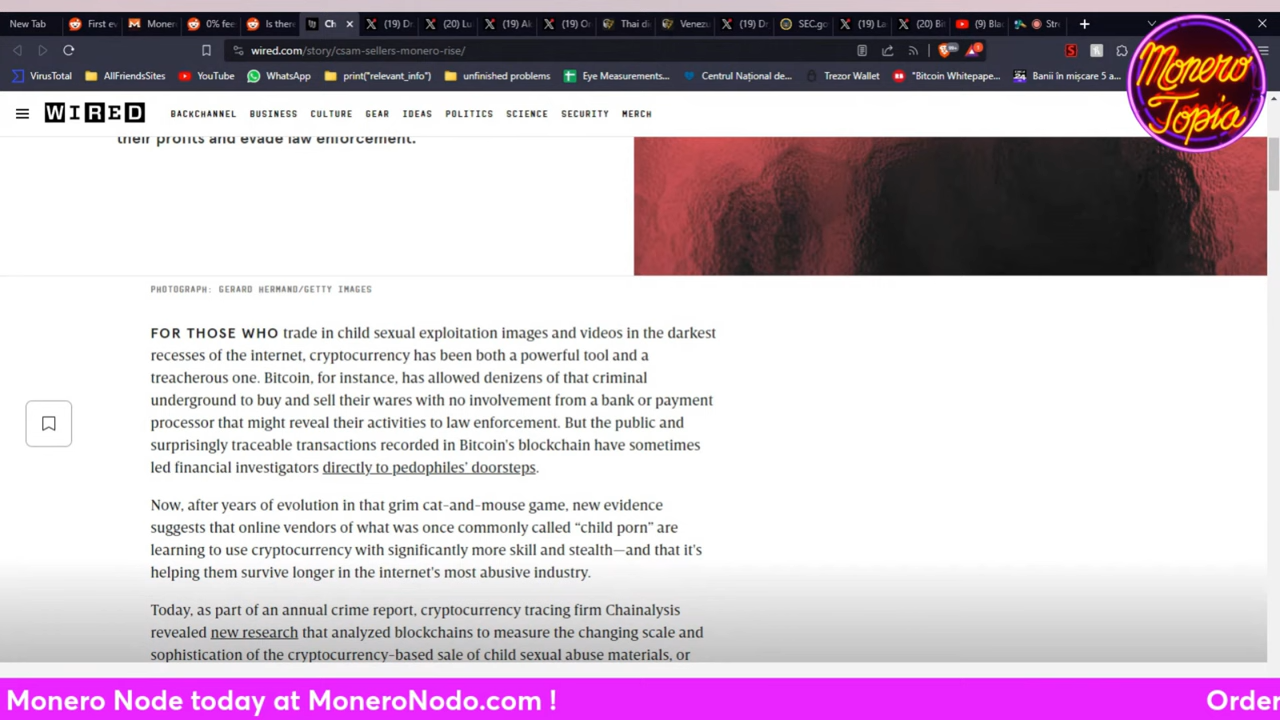 New Tab
First ev
Moner
0% fee
Is there
Ch
(19) Dr
(20) Lu
(19) Ak
(19) Or
Thai di
Venezu
(19) Dr
SEC.go
(19) La
(20) Bi
(9) Bla
Stre
wired.com/story/csam-sellers-monero-rise/
VirusTotal
AllFriendsSites
YouTube
WhatsApp
print("relevant_info")
unfinished problems
Eye Measurements...
Centrul Național de...
Trezor Wallet
"Bitcoin Whitepape...
Banii în mișcare 5 a...
Monero
Topia
WIRED
BACKCHANNEL BUSINESS CULTURE GEAR IDEAS POLITICS SCIENCE SECURITY MERCH
their profits and evade law enforcement.
PHOTOGRAPH: GERARD HERMAND/GETTY IMAGES
FOR THOSE WHO trade in child sexual exploitation images and videos in the darkest
recesses of the internet, cryptocurrency has been both a powerful tool and a
treacherous one. Bitcoin, for instance, has allowed denizens of that criminal
underground to buy and sell their wares with no involvement from a bank or payment
processor that might reveal their activities to law enforcement. But the public and
surprisingly traceable transactions recorded in Bitcoin's blockchain have sometimes
led financial investigators directly to pedophiles' doorsteps.
Now, after years of evolution in that grim cat-and-mouse game, new evidence
suggests that online vendors of what was once commonly called “child porn” are
learning to use cryptocurrency with significantly more skill and stealth—and that it's
helping them survive longer in the internet's most abusive industry.
Today, as part of an annual crime report, cryptocurrency tracing firm Chainalysis
revealed new research that analyzed blockchains to measure the changing scale and
sophistication of the cryptocurrency-based sale of child sexual abuse materials, or
Monero Node today at MoneroNodo.com !
Order